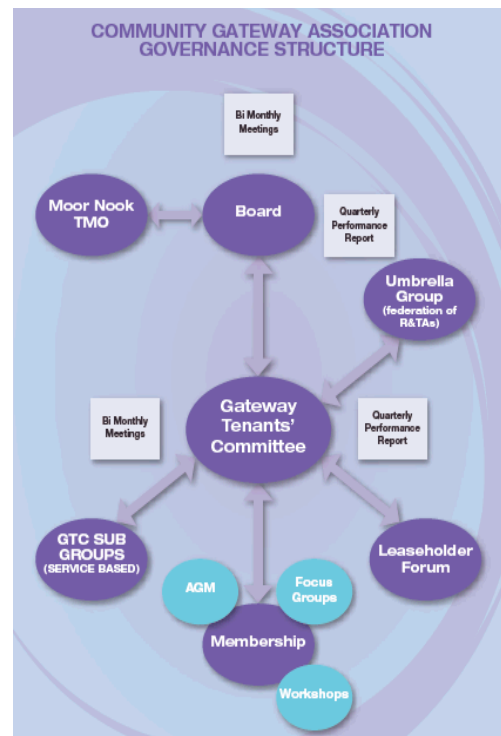 COMMUNITY GATEWAY ASSOCIATION
GOVERNANCE STRUCTURE
Bi Monthly
Meetings
Moor Nook
TMO
Board
Quarterly
Performance
Report
Umbrella
Group
(federation of
R&TAs)
Gateway
Tenants'
Committee
Bi Monthly
Meetings
Quarterly
Performance
Report
GTC SUB
GROUPS
(SERVICE BASED)
Leaseholder
Forum
AGM
Focus
Groups
Membership
Workshops